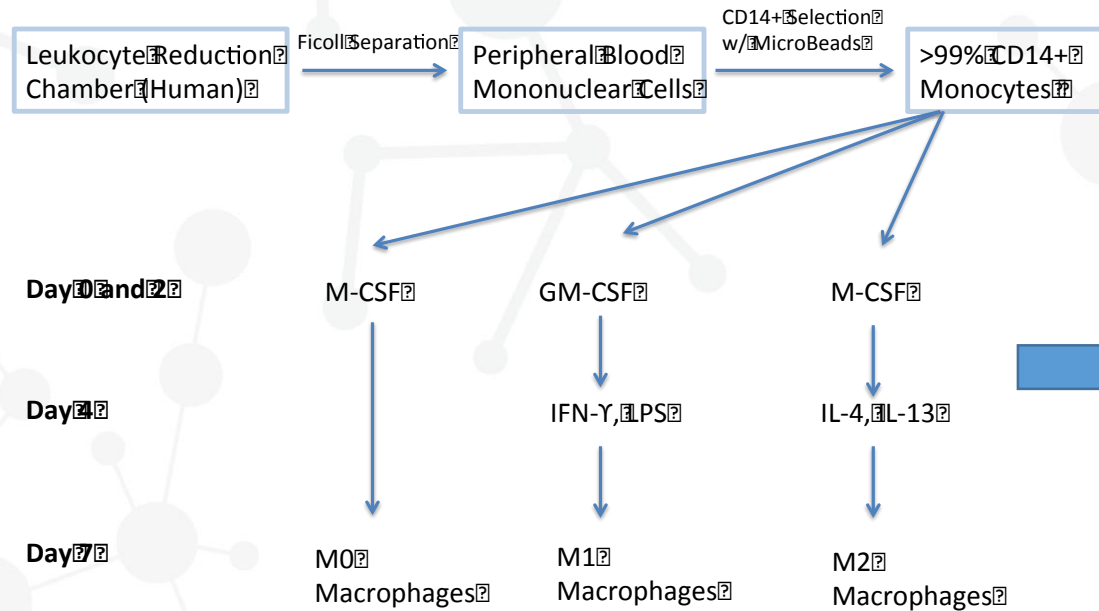 Leukocyte Reduction
Chamber (Human)
Ficoll Separation
Peripheral Blood
Mononuclear Cells
CD14+ Selection
w/ MicroBeads
>99% CD14+
Monocytes
Day 0 and 2
M-CSF
GM-CSF
M-CSF
Day 4
IFN-ϒ, LPS
IL-4, IL-13
Day 7
M0
Macrophages
M1
Macrophages
M2
Macrophages